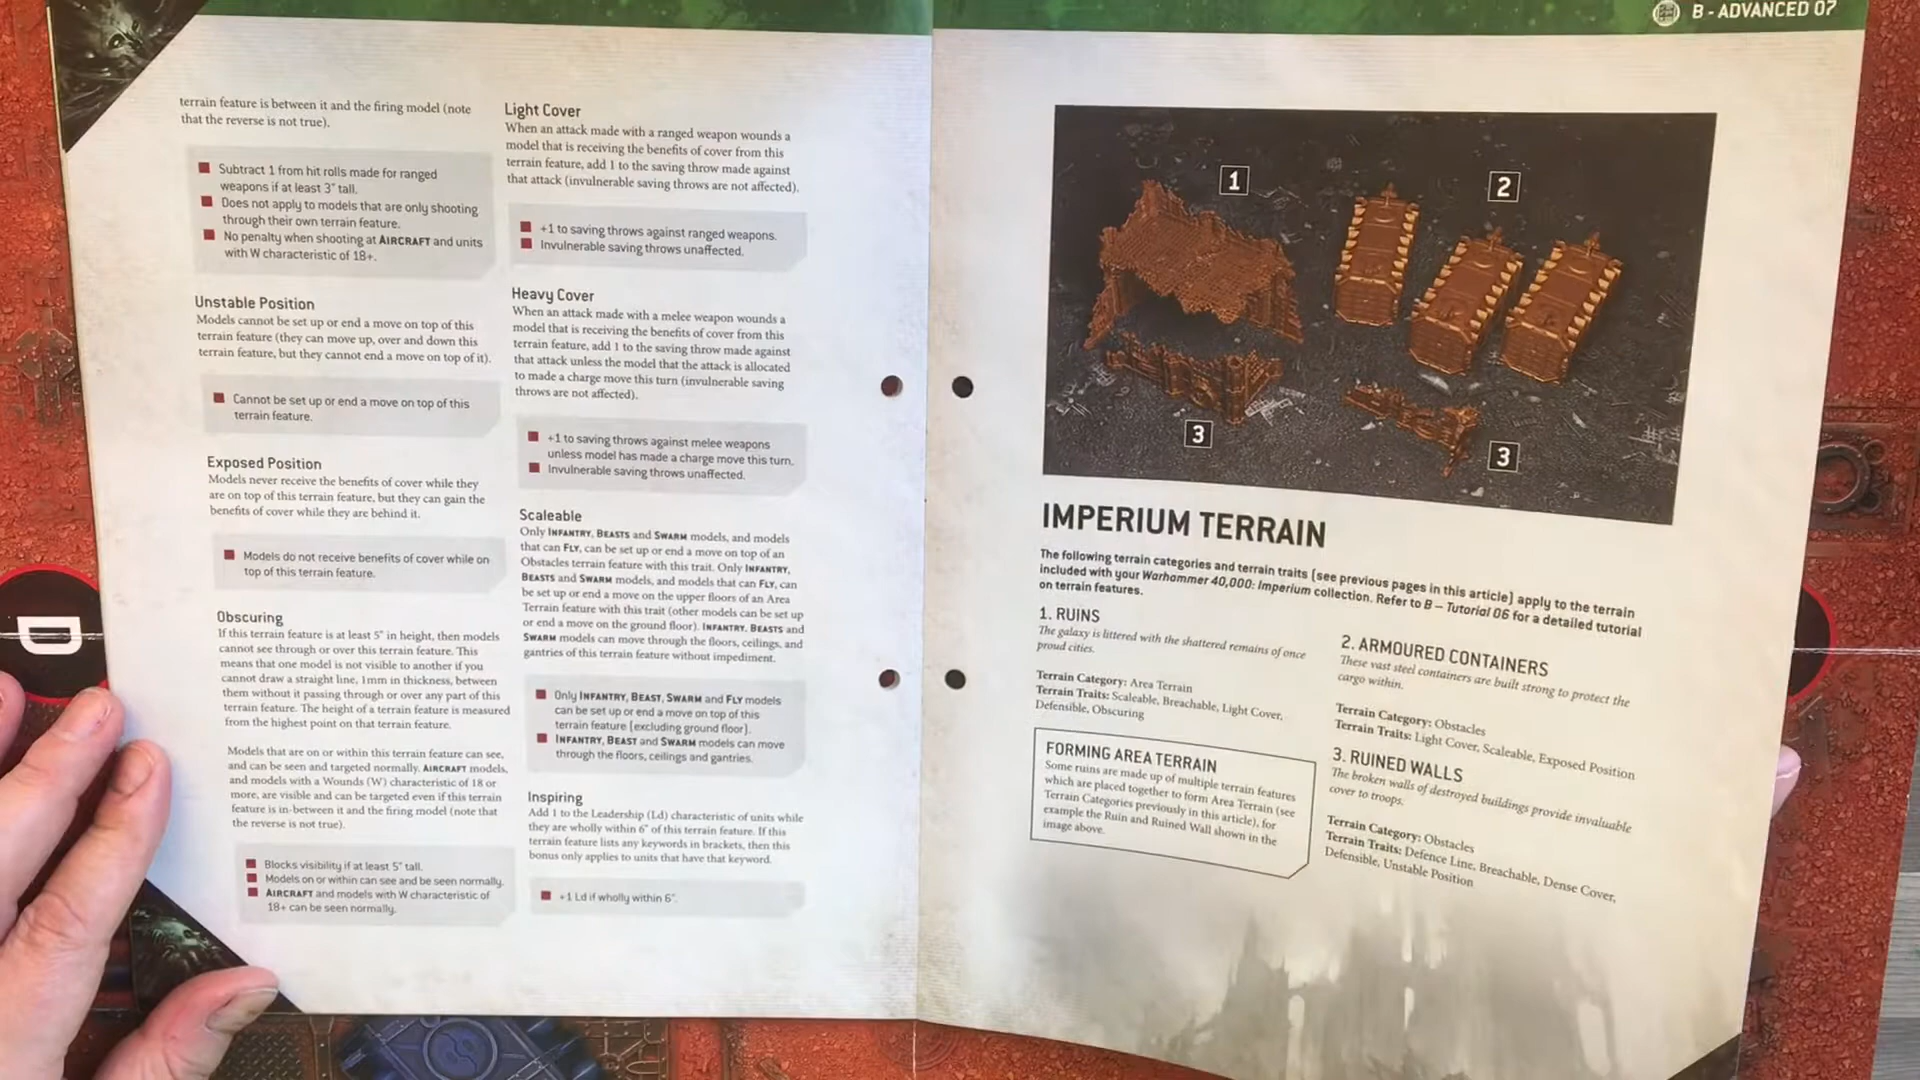 B - ADVANCED 07
terrain feature is between it and the firing model (note
that the reverse is not true).
Subtract 1 from hit rolls made for ranged
weapons if at least 3" tall.
Does not apply to models that are only shooting
through their own terrain feature.
No penalty when shooting at AIRCRAFT and units
with W characteristic of 18+.
Unstable Position
Models cannot be set up or end a move on top of this
terrain feature (they can move up, over and down this
terrain feature, but they cannot end a move on top of it).
Cannot be set up or end a move on top of this
terrain feature.
Exposed Position
Models never receive the benefits of cover while they
are on top of this terrain feature, but they can gain the
benefits of cover while they are behind it.
Models do not receive benefits of cover while on
top of this terrain feature.
Obscuring
If this terrain feature is at least 5" in height, then models
cannot see through or over this terrain feature. This
means that one model is not visible to another if you
cannot draw a straight line, 1mm in thickness, between
them without it passing through or over any part of this
terrain feature. The height of a terrain feature is measured
from the highest point on that terrain feature.
Models that are on or within this terrain feature can see,
and can be seen and targeted normally. AIRCRAFT models,
and models with a Wounds (W) characteristic of 18 or
more, are visible and can be targeted even if this terrain
feature is in-between it and the firing model (note that
the reverse is not true).
Blocks visibility if at least 5" tall.
Models on or within can see and be seen normally.
AIRCRAFT and models with W characteristic of
18+ can be seen normally.
Light Cover
When an attack made with a ranged weapon wounds a
model that is receiving the benefits of cover from this
terrain feature, add 1 to the saving throw made against
that attack (invulnerable saving throws are not affected).
+1 to saving throws against ranged weapons.
Invulnerable saving throws unaffected.
Heavy Cover
When an attack made with a melee weapon wounds a
model that is receiving the benefits of cover from this
terrain feature, add 1 to the saving throw made against
that attack unless the model that the attack is allocated
to made a charge move this turn (invulnerable saving
throws are not affected).
+1 to saving throws against melee weapons
unless model has made a charge move this turn.
Invulnerable saving throws unaffected.
Scaleable
Only INFANTRY, BEASTS and SWARM models, and models
that can FLY, can be set up or end a move on top of an
Obstacles terrain feature with this trait. Only INFANTRY,
BEASTS and SWARM models, and models that can FLY, can
be set up or end a move on the upper floors of an Area
Terrain feature with this trait (other models can be set up
or end a move on the ground floor). INFANTRY, BEASTS and
SWARM models can move through the floors, ceilings, and
gantries of this terrain feature without impediment.
Only INFANTRY, BEAST, SWARM and FLY models
can be set up or end a move on top of this
terrain feature (excluding ground floor).
INFANTRY, BEAST and SWARM models can move
through the floors, ceilings and gantries.
Inspiring
Add 1 to the Leadership (Ld) characteristic of units while
they are wholly within 6" of this terrain feature. If this
terrain feature lists any keywords in brackets, then this
bonus only applies to units that have that keyword.
+1 Ld if wholly within 6".
1
2
3
3
IMPERIUM TERRAIN
The following terrain categories and terrain traits (see previous pages in this article) apply to the terrain
included with your Warhammer 40,000: Imperium collection. Refer to B – Tutorial 06 for a detailed tutorial
on terrain features.
1. RUINS
The galaxy is littered with the shattered remains of once
proud cities.
Terrain Category: Area Terrain
Terrain Traits: Scaleable, Breachable, Light Cover,
Defensible, Obscuring
FORMING AREA TERRAIN
Some ruins are made up of multiple terrain features
which are placed together to form Area Terrain (see
Terrain Categories previously in this article), for
example the Ruin and Ruined Wall shown in the
image above.
2. ARMOURED CONTAINERS
These vast steel containers are built strong to protect the
cargo within.
Terrain Category: Obstacles
Terrain Traits: Light Cover, Scaleable, Exposed Position
3. RUINED WALLS
The broken walls of destroyed buildings provide invaluable
cover to troops.
Terrain Category: Obstacles
Terrain Traits: Defence Line, Breachable, Dense Cover,
Defensible, Unstable Position
D